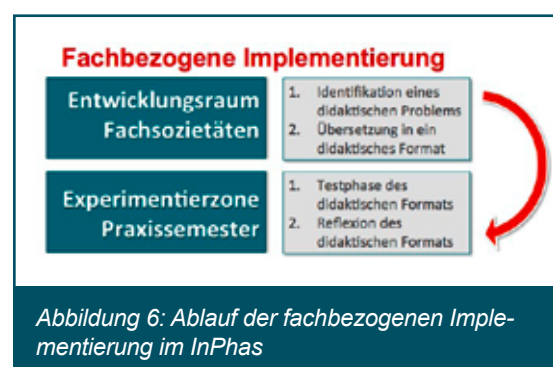 Fachbezogene Implementierung
Entwicklungsraum
Fachsozietäten
1. Identifikation eines
didaktischen Problems
2. Übersetzung in ein
didaktisches Format
Experimentierzone
Praxissemester
1. Testphase des
didaktischen Formats
2. Reflexion des
didaktischen Formats
Abbildung 6: Ablauf der fachbezogenen Imple-
mentierung im InPhas